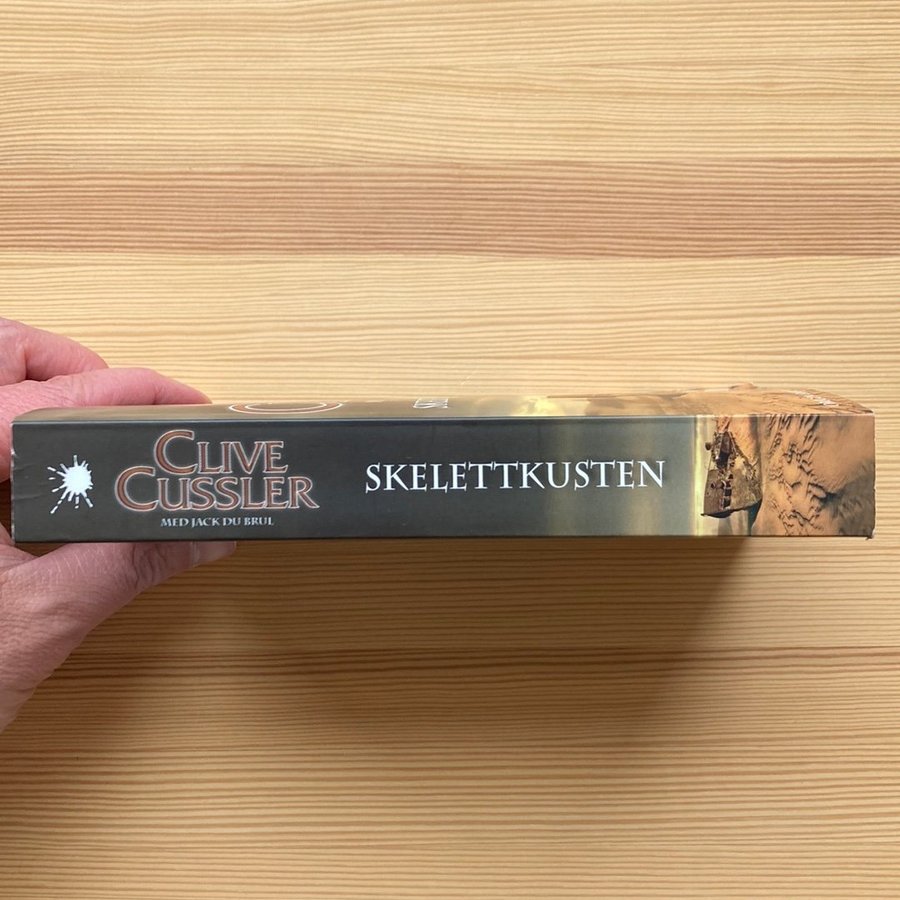 CLIVE
CUSSLER
MED JACK DU BRUL
SKELETTKUSTEN